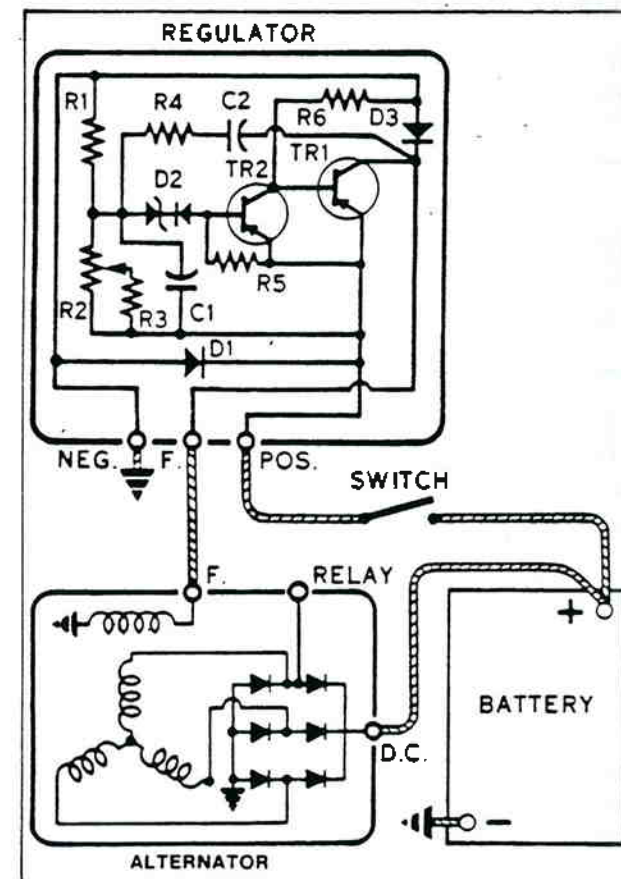 REGULATOR
R1
R4
C2
R6
D3
TR2
TR1
D2
R5
R2
R3
C1
D1
NEG.
F.
POS.
SWITCH
F.
RELAY
+
BATTERY
D.C.
-
ALTERNATOR